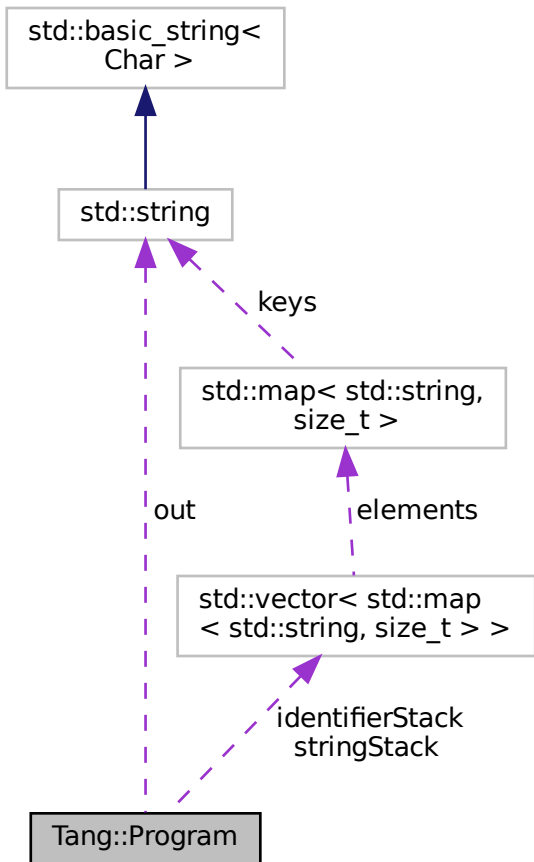 std::basic_string<
Char >
std::string
keys
std::map< std::string,
size_t >
out
elements
std::vector< std::map
< std::string, size_t > >
identifierStack
stringStack
Tang::Program